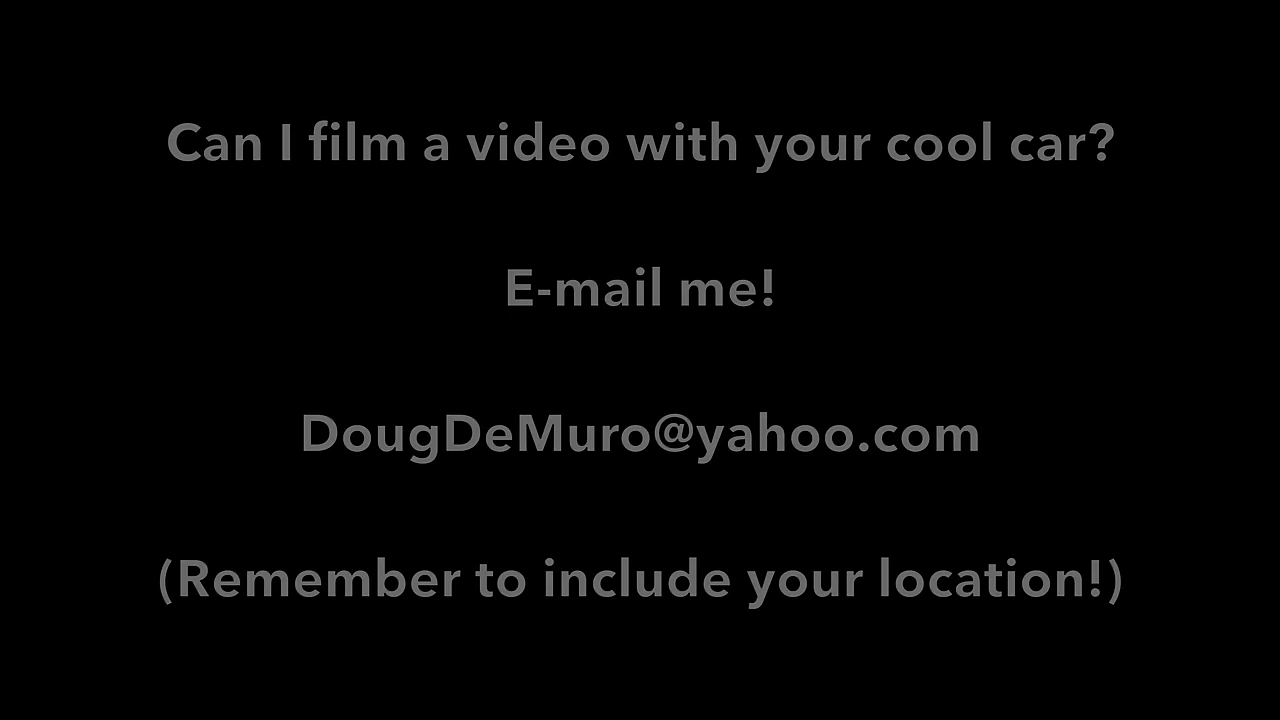 Can I film a video with your cool car?
E-mail me!
DougDeMuro@yahoo.com
(Remember to include your location!)